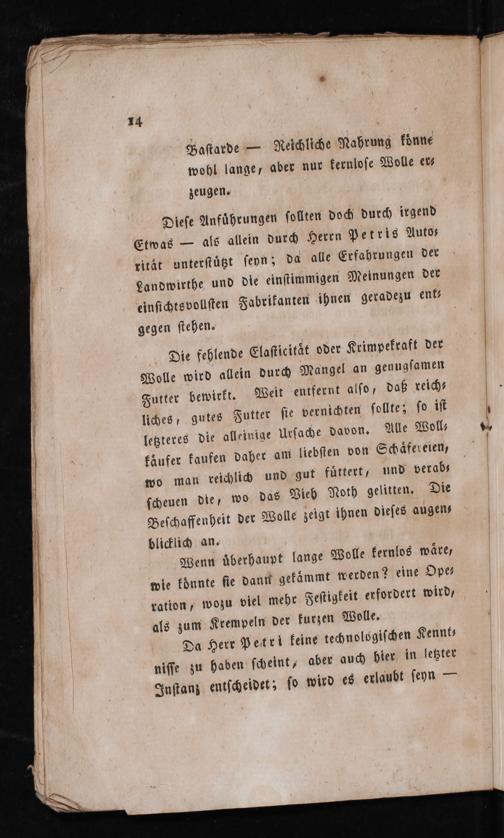 14
Bastarde — Reichliche Nahrung könne
wohl lange, aber nur kernlose Wolle er⸗
zeugen.
Diese Anführungen sollten doch durch irgend
Etwas — als allein durch Herrn Petris Auto⸗
rität unterstützt seyn; da alle Erfahrungen der
Landwirthe und die einstimmigen Meinungen der
einsichtsvollsten Fabrikanten ihnen geradezu ent⸗
gegen stehen.
Die fehlende Elasticität oder Krimpekraft der
Wolle wird allein durch Mangel an genugsamen
Futter bewirkt. Weit entfernt also, daß reich⸗
liches, gutes Futter sie vernichten sollte; so ist
letzteres die alleinige Ursache davon. Alle Woll⸗
käufer kaufen daher am liebsten von Schäfereien,
wo man reichlich und gut füttert, und verab⸗
scheuen die, wo das Vieh Noth gelitten. Die
Beschaffenheit der Wolle zeigt ihnen dieses augen⸗
blicklich an.
Wenn überhaupt lange Wolle kernlos wäre,
wie könnte sie dann gekämmt werden? eine Ope⸗
ration, wozu viel mehr Festigkeit erfordert wird,
als zum Krempeln der kurzen Wolle.
Da Herr Petri keine technologischen Kennt⸗
nisse zu haben scheint, aber auch hier in letzter
Instanz entscheidet; so wird es erlaubt seyn —